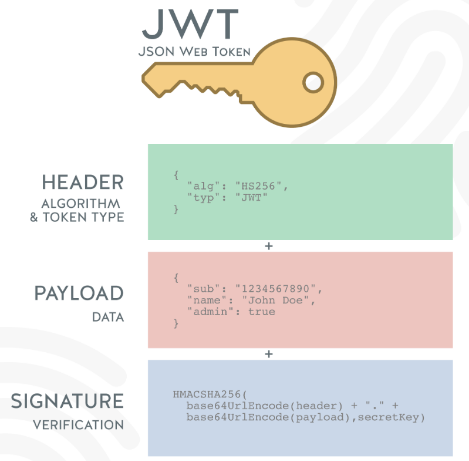 JWT
JSON WEB TOKEN
HEADER
ALGORITHM
& TOKEN TYPE
{
"alg": "HS256",
"typ": "JWT"
}
+
PAYLOAD
DATA
{
"sub": "1234567890",
"name": "John Doe",
"admin": true
}
+
SIGNATURE
VERIFICATION
HMACSHA256(
base64UrlEncode(header) + "." +
base64UrlEncode(payload),secretKey)